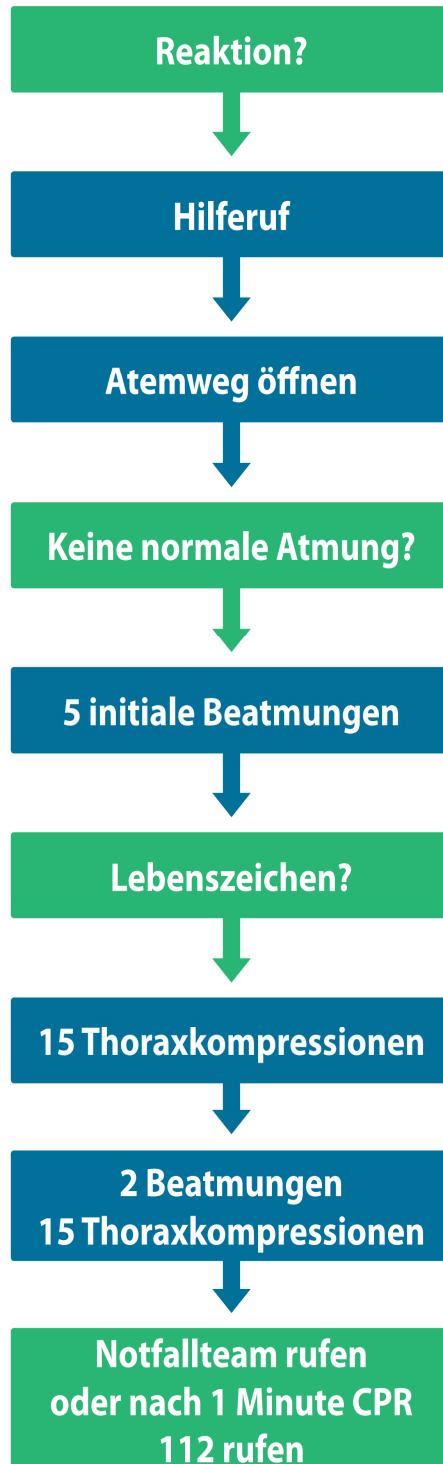 Reaktion?
Hilferuf
Atemweg öffnen
Keine normale Atmung?
5 initiale Beatmungen
Lebenszeichen?
15 Thoraxkompressionen
2 Beatmungen
15 Thoraxkompressionen
Notfallteam rufen
oder nach 1 Minute CPR
112 rufen